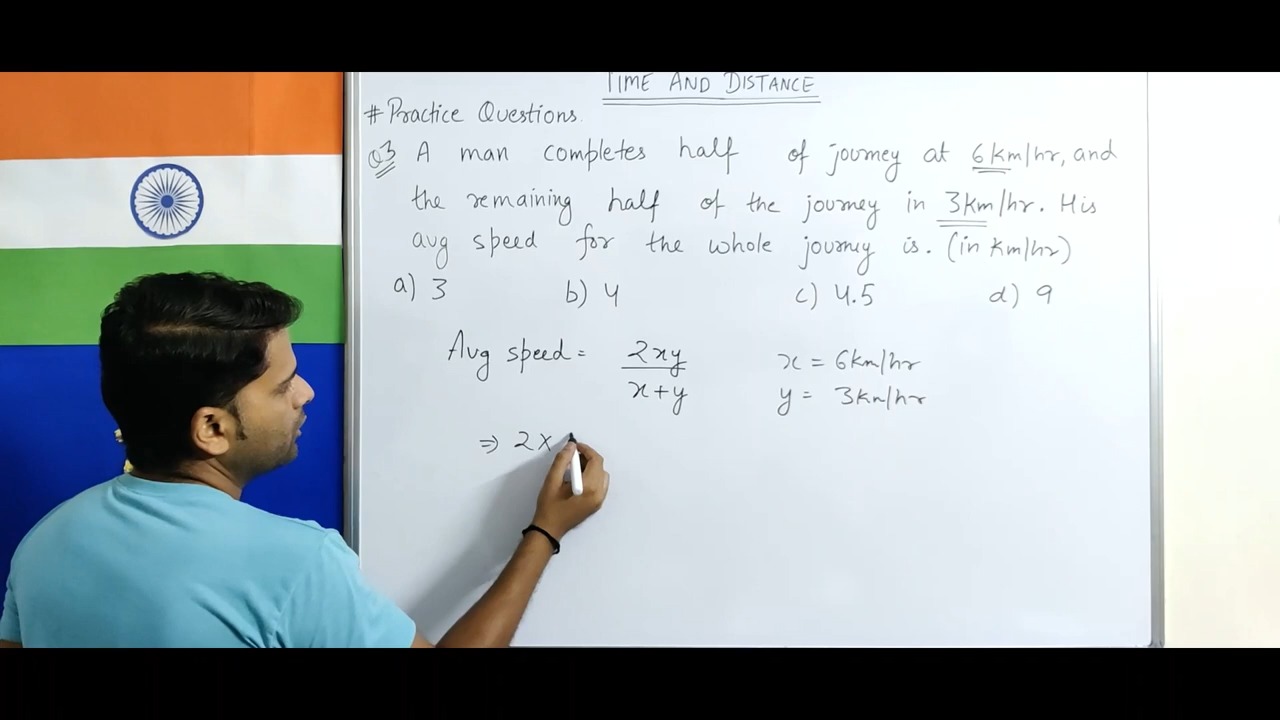 TIME AND DISTANCE
# Practice Questions.
Q3 A man completes half of journey at 6km/hr, and
the remaining half of the journey in 3km/hr. His
avg speed for the whole journey is. (in km/hr)
a) 3 b) 4 c) 4.5 d) 9
Avg speed = 2xy / x+y x = 6km/hr
y = 3km/hr
⇒ 2×